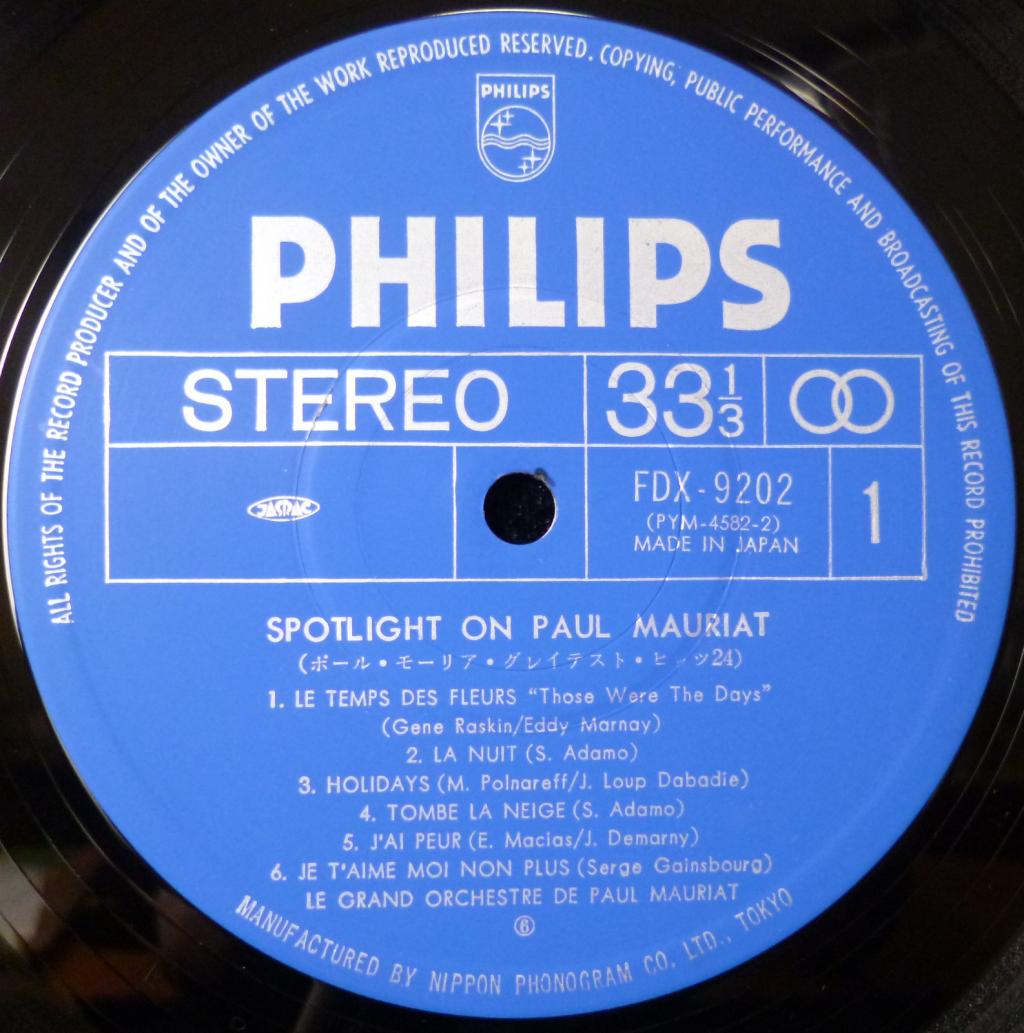 ALL RIGHTS OF THE RECORD PRODUCER AND OF THE OWNER OF THE WORK REPRODUCED RESERVED. COPYING, PUBLIC PERFORMANCE AND BROADCASTING OF THIS RECORD PROHIBITED
PHILIPS
PHILIPS
STEREO 33 1/3
JASRAC
FDX-9202 1
(PYM-4582-2)
MADE IN JAPAN
SPOTLIGHT ON PAUL MAURIAT
(ポール・モーリア・グレイテスト・ヒッツ24)
1. LE TEMPS DES FLEURS "Those Were The Days"
(Gene Raskin/Eddy Marnay)
2. LA NUIT (S. Adamo)
3. HOLIDAYS (M. Polnareff/J. Loup Dabadie)
4. TOMBE LA NEIGE (S. Adamo)
5. J'AI PEUR (E. Macias/J. Demarny)
6. JE T'AIME MOI NON PLUS (Serge Gainsbourg)
LE GRAND ORCHESTRE DE PAUL MAURIAT
⑥
MANUFACTURED BY NIPPON PHONOGRAM CO. LTD., TOKYO